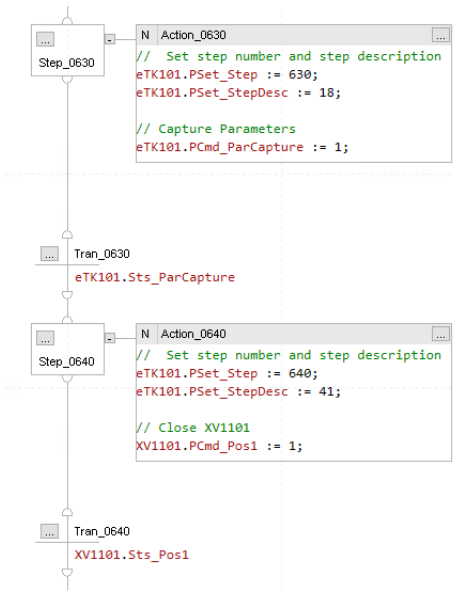 ... N Action_0630 ...
Step_0630
// Set step number and step description
eTK101.PSet_Step := 630;
eTK101.PSet_StepDesc := 18;
// Capture Parameters
eTK101.PCmd_ParCapture := 1;
... Tran_0630
eTK101.Sts_ParCapture
... N Action_0640 ...
Step_0640
// Set step number and step description
eTK101.PSet_Step := 640;
eTK101.PSet_StepDesc := 41;
// Close XV1101
XV1101.PCmd_Pos1 := 1;
... Tran_0640
XV1101.Sts_Pos1